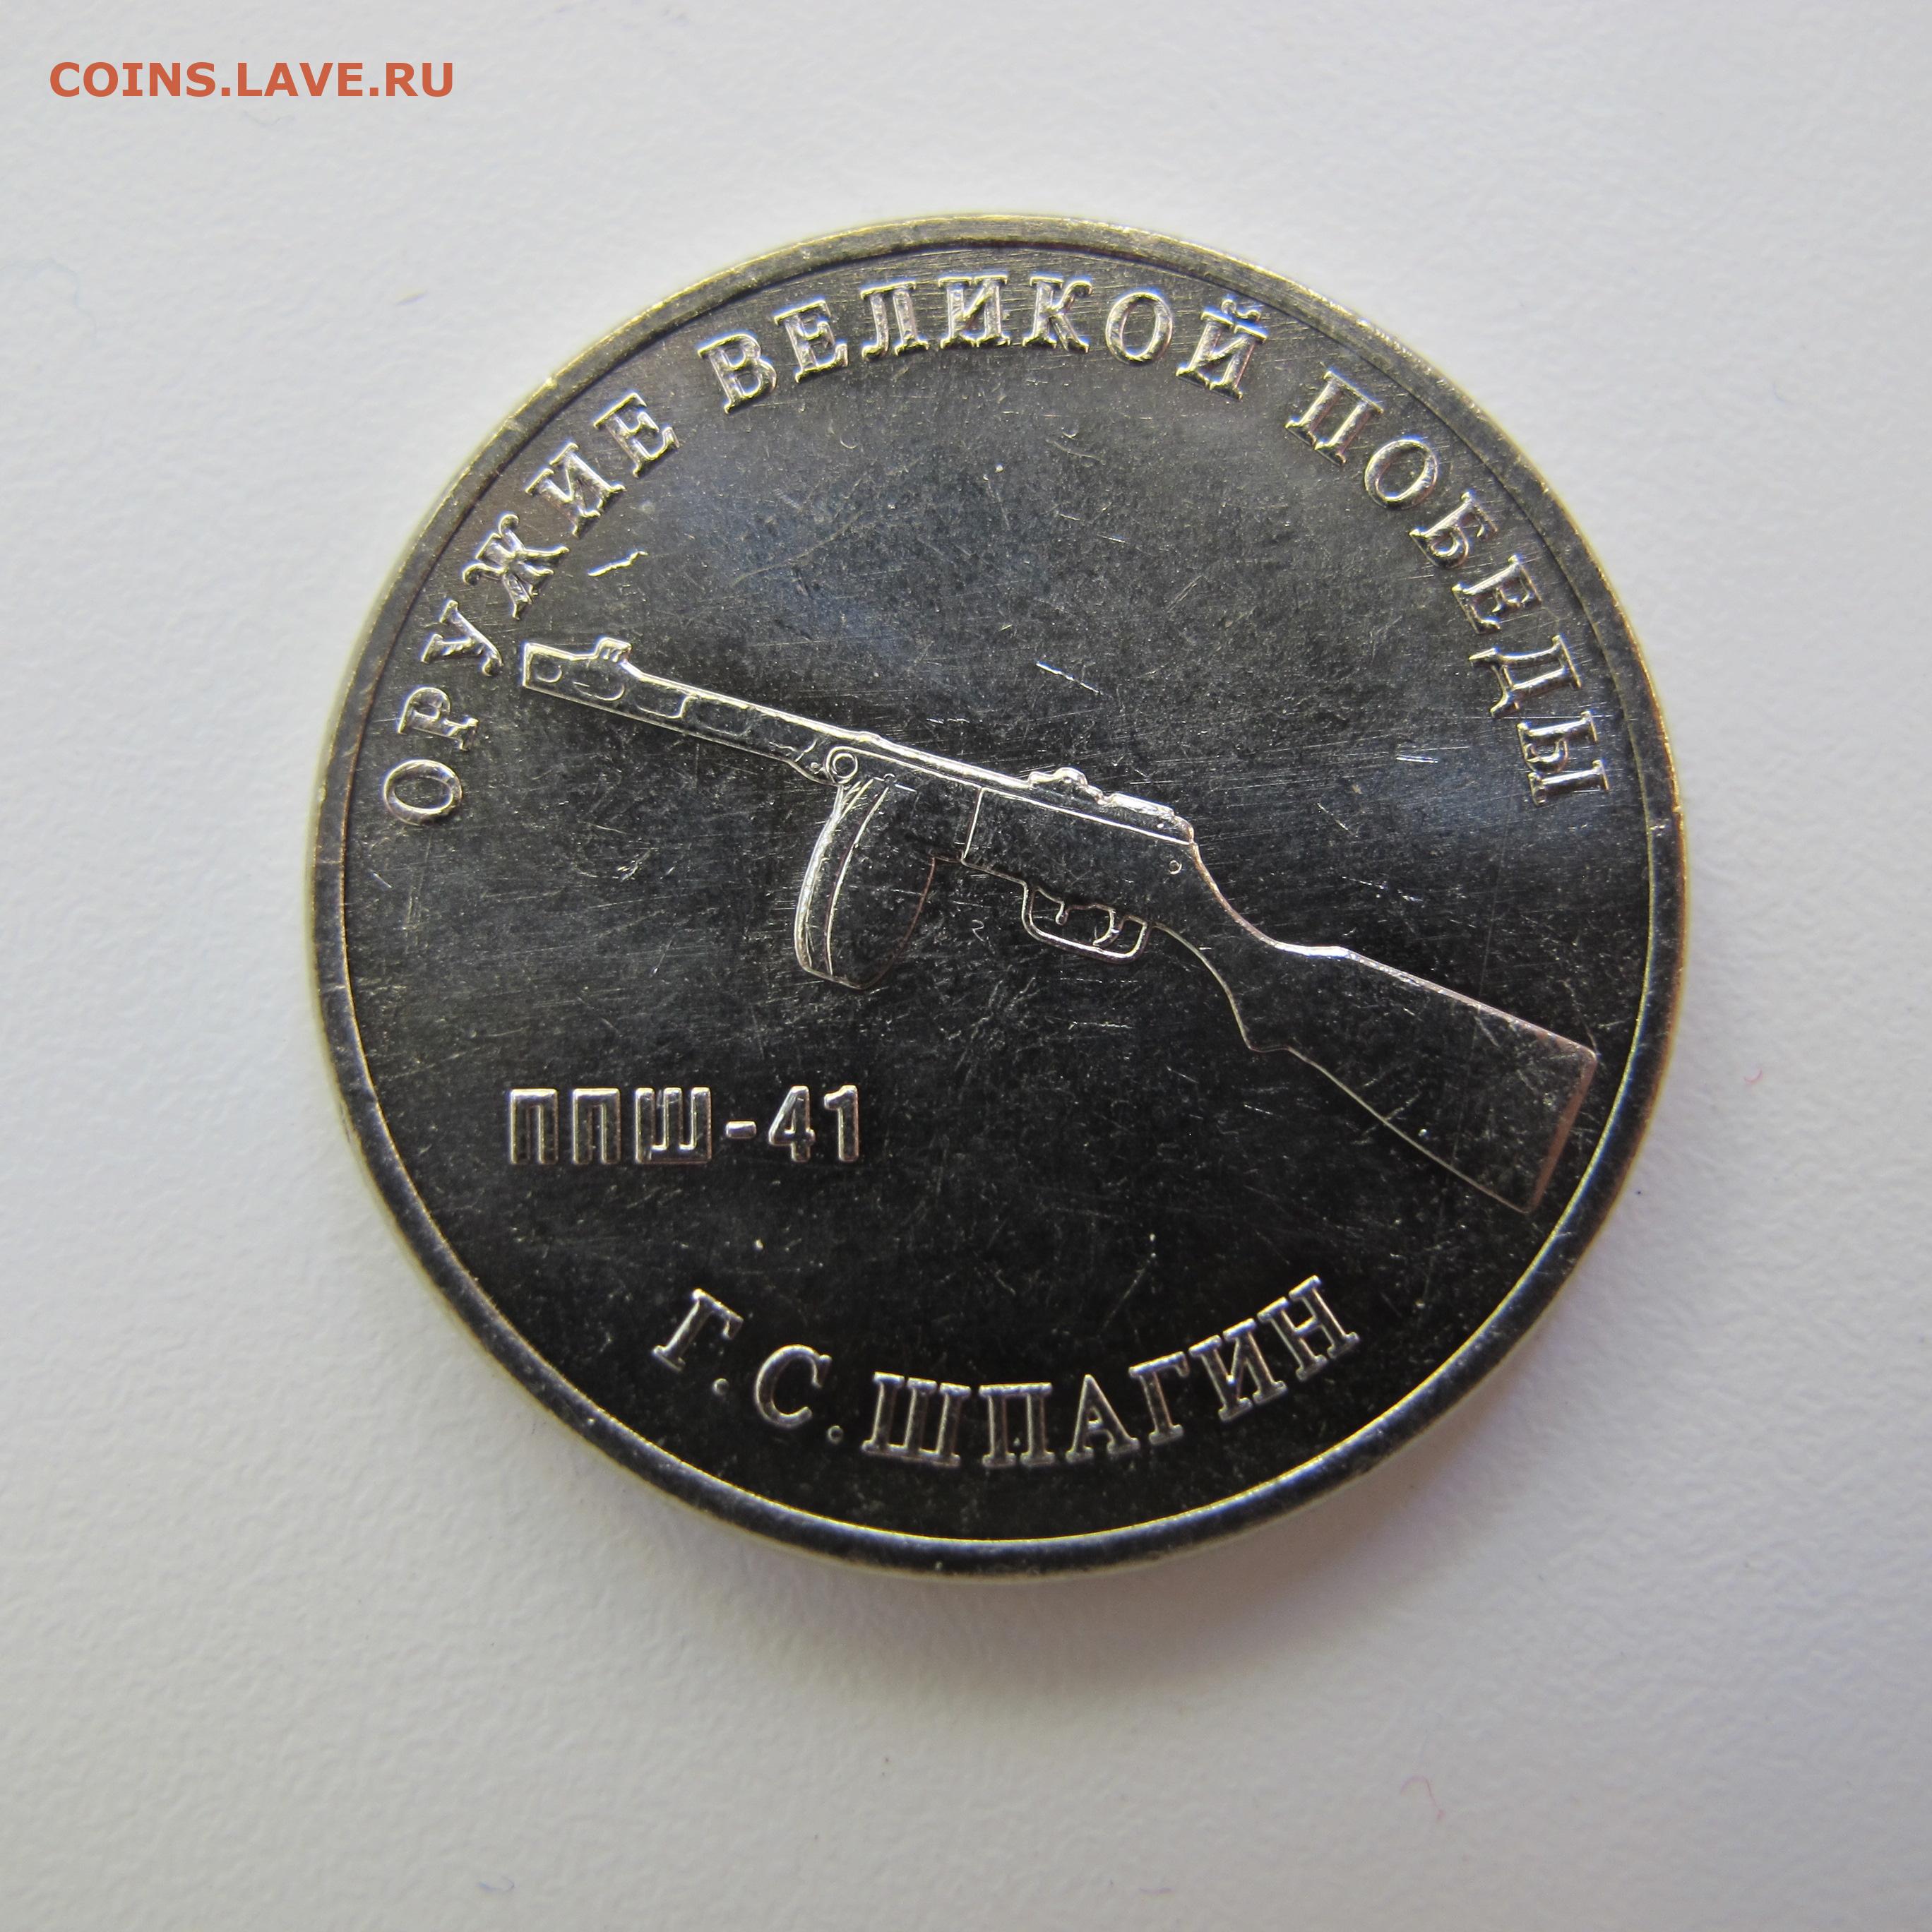 COINS.LAVE.RU
ОРУЖИЕ ВЕЛИКОЙ ПОБЕДЫ
ППШ-41
Г.С.ШПАГИН